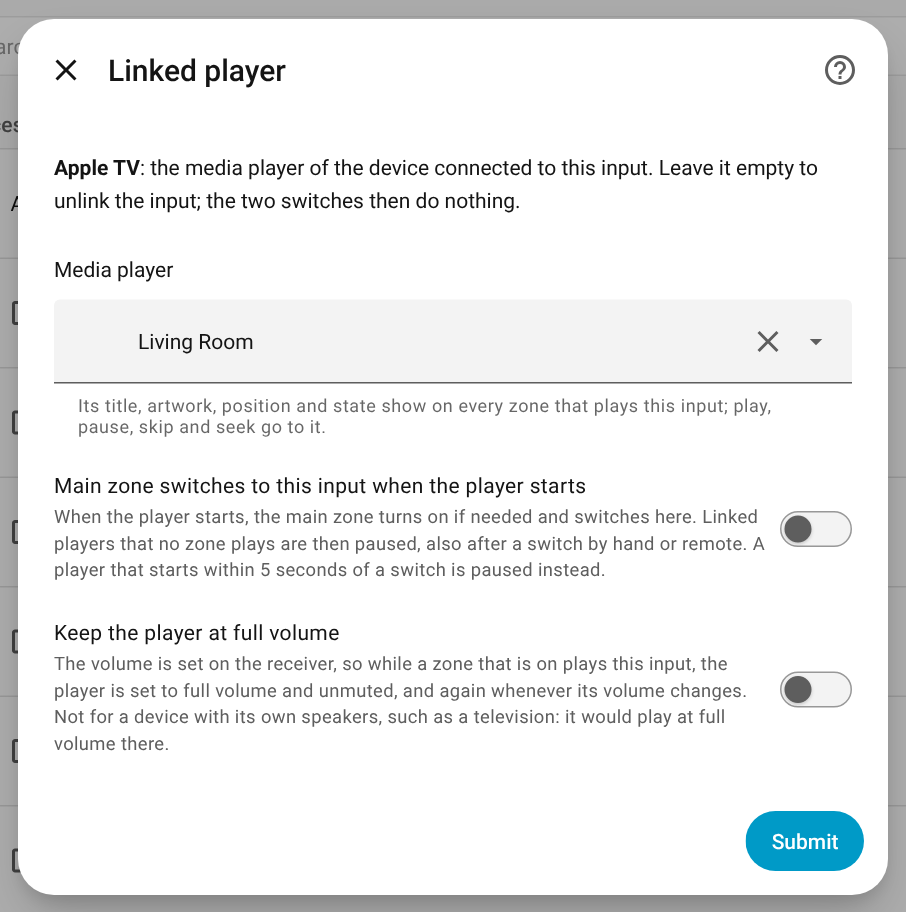 Linked player
Apple TV: the media player of the device connected to this input. Leave it empty to
unlink the input; the two switches then do nothing.
Media player
Living Room
Its title, artwork, position and state show on every zone that plays this input; play,
pause, skip and seek go to it.
Main zone switches to this input when the player starts
When the player starts, the main zone turns on if needed and switches here. Linked
players that no zone plays are then paused, also after a switch by hand or remote. A
player that starts within 5 seconds of a switch is paused instead.
Keep the player at full volume
The volume is set on the receiver, so while a zone that is on plays this input, the
player is set to full volume and unmuted, and again whenever its volume changes.
Not for a device with its own speakers, such as a television: it would play at full
volume there.
Submit